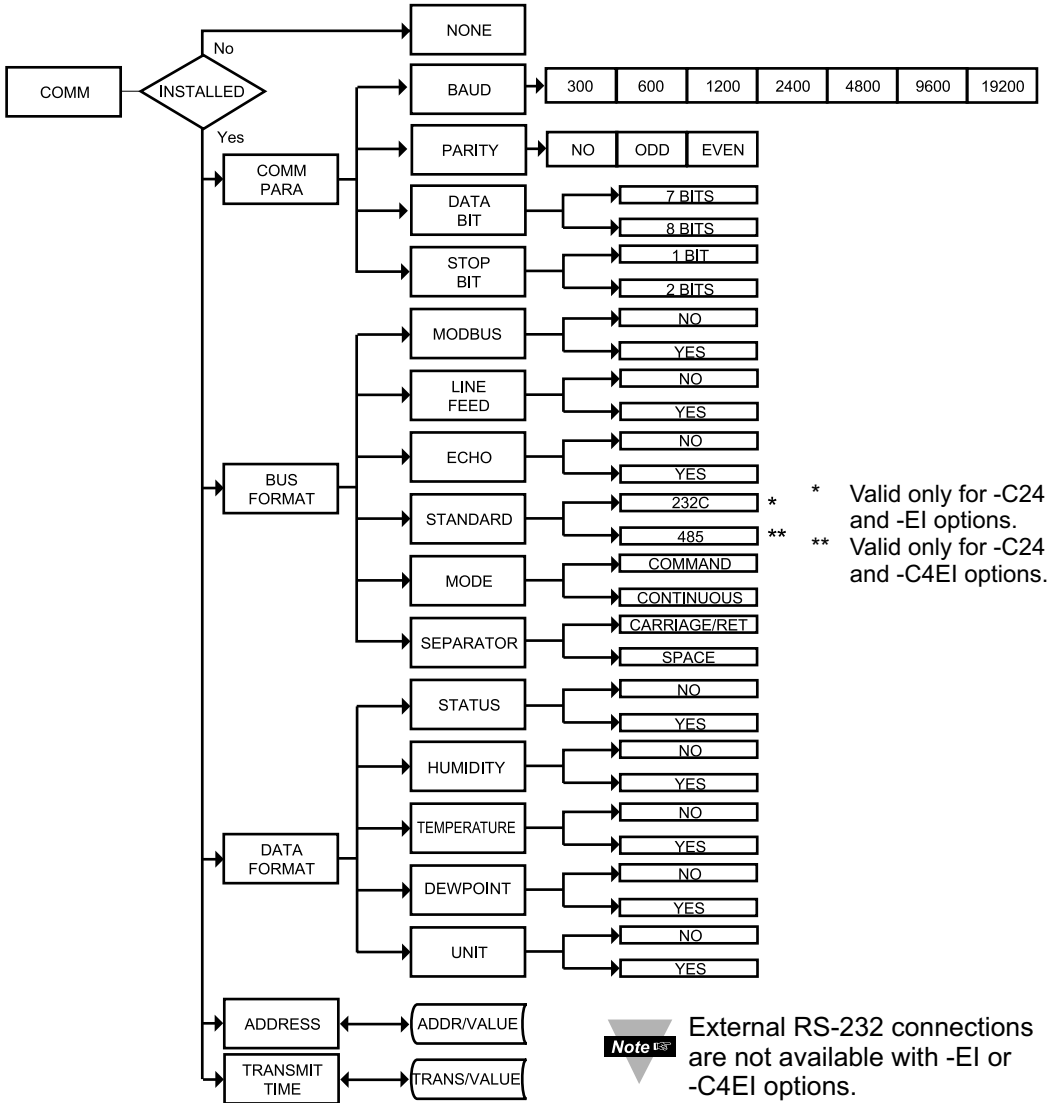 NONE
No
COMM
INSTALLED
BAUD
300 600 1200 2400 4800 9600 19200
Yes
COMM
PARA
PARITY
NO ODD EVEN
DATA
BIT
7 BITS
8 BITS
STOP
BIT
1 BIT
2 BITS
BUS
FORMAT
MODBUS
NO
YES
LINE
FEED
NO
YES
ECHO
NO
YES
STANDARD
232C *
485 **
* Valid only for -C24
and -EI options.
** Valid only for -C24
and -C4EI options.
MODE
COMMAND
CONTINUOUS
SEPARATOR
CARRIAGE/RET
SPACE
DATA
FORMAT
STATUS
NO
YES
HUMIDITY
NO
YES
TEMPERATURE
NO
YES
DEWPOINT
NO
YES
UNIT
NO
YES
ADDRESS
ADDR/VALUE
TRANSMIT
TIME
TRANS/VALUE
Note
External RS-232 connections
are not available with -EI or
-C4EI options.